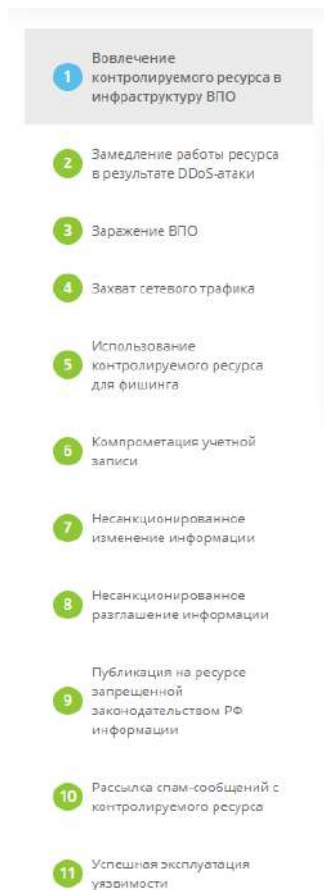 Вовлечение
1
контролируемого ресурса в
инфраструктуру ВПО
2
Замедление работы ресурса
в результате DDoS-атаки
3
Заражение ВПО
4
Захват сетевого трафика
Использование
5
контролируемого ресурса
для фишинга
6
Компрометация учетной
записи
7
Несанкционированное
изменение информации
8
Несанкционированное
разглашение информации
Публикация на ресурсе
запрещенной
9
законодательством РФ
информации
10
Рассылка спам-сообщений с
контролируемого ресурса
11
Успешная эксплуатация
уязвимости